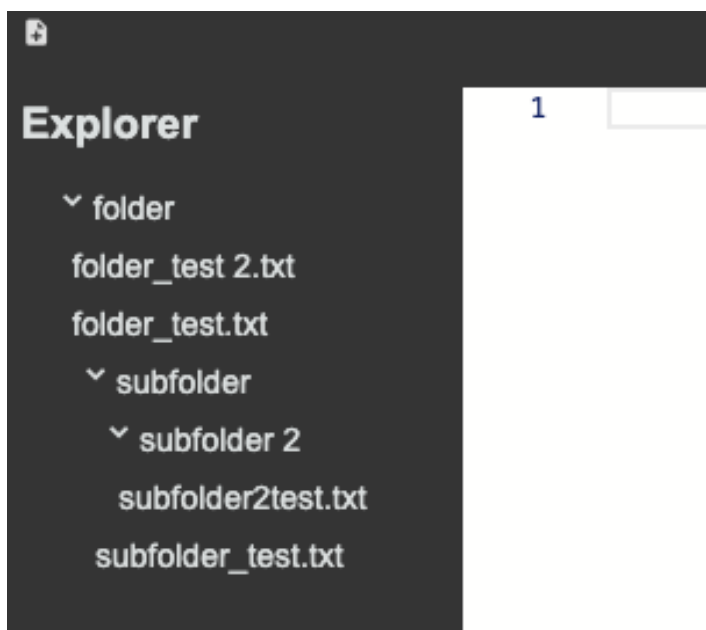 Explorer
1
folder
folder_test 2.txt
folder_test.txt
subfolder
subfolder 2
subfolder2test.txt
subfolder_test.txt